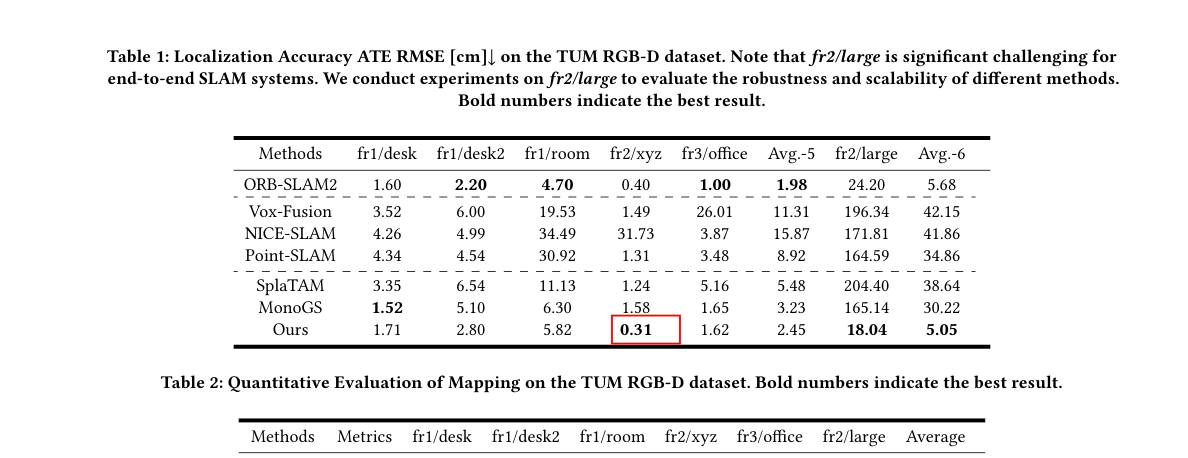 Table 1: Localization Accuracy ATE RMSE [cm]↓ on the TUM RGB-D dataset. Note that fr2/large is significant challenging for
end-to-end SLAM systems. We conduct experiments on fr2/large to evaluate the robustness and scalability of different methods.
Bold numbers indicate the best result.
Methods fr1/desk fr1/desk2 fr1/room fr2/xyz fr3/office Avg.-5 fr2/large Avg.-6
ORB-SLAM2 1.60 2.20 4.70 0.40 1.00 1.98 24.20 5.68
Vox-Fusion 3.52 6.00 19.53 1.49 26.01 11.31 196.34 42.15
NICE-SLAM 4.26 4.99 34.49 31.73 3.87 15.87 171.81 41.86
Point-SLAM 4.34 4.54 30.92 1.31 3.48 8.92 164.59 34.86
SplaTAM 3.35 6.54 11.13 1.24 5.16 5.48 204.40 38.64
MonoGS 1.52 5.10 6.30 1.58 1.65 3.23 165.14 30.22
Ours 1.71 2.80 5.82 0.31 1.62 2.45 18.04 5.05
Table 2: Quantitative Evaluation of Mapping on the TUM RGB-D dataset. Bold numbers indicate the best result.
Methods Metrics fr1/desk fr1/desk2 fr1/room fr2/xyz fr3/office fr2/large Average